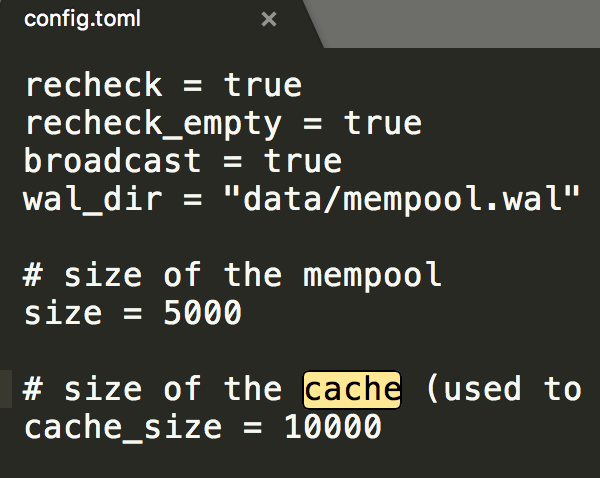 config.toml ×
recheck = true
recheck_empty = true
broadcast = true
wal_dir = "data/mempool.wal"
# size of the mempool
size = 5000
# size of the cache (used to
cache_size = 10000